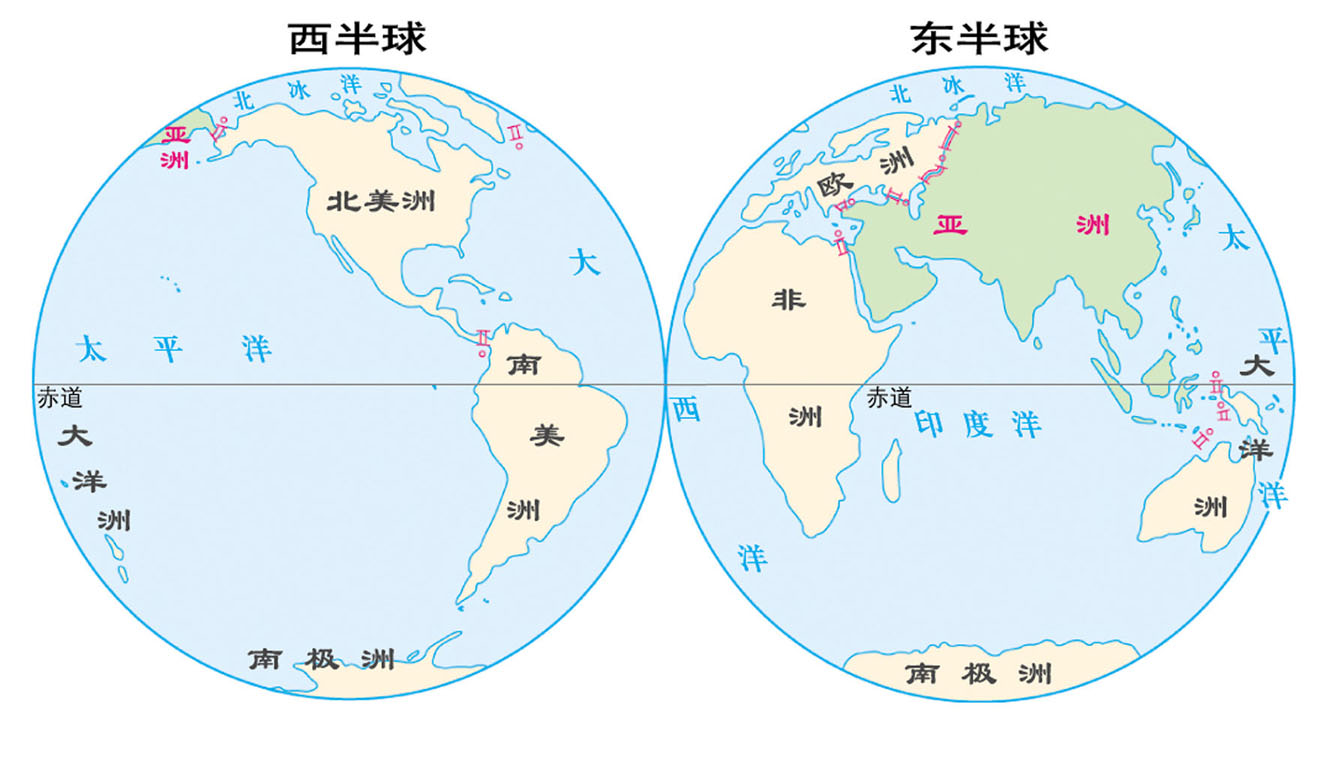 西半球
东半球
北冰洋
亚洲
北美洲
大
太平洋
南美洲
赤道
大洋洲
南极洲
北冰洋
欧洲
亚洲
太
非洲
平
大
赤道
西
印度洋
洋
洲
洋
洋
南极洲